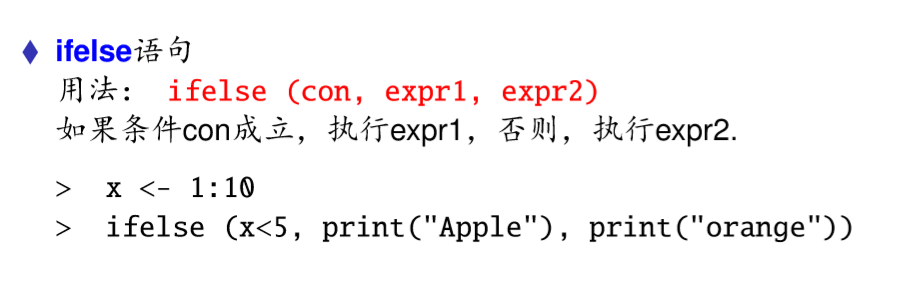 ♦ ifelse语句
用法： ifelse (con, expr1, expr2)
如果条件con成立，执行expr1，否则，执行expr2.
> x <- 1:10
> ifelse (x<5, print("Apple"), print("orange"))